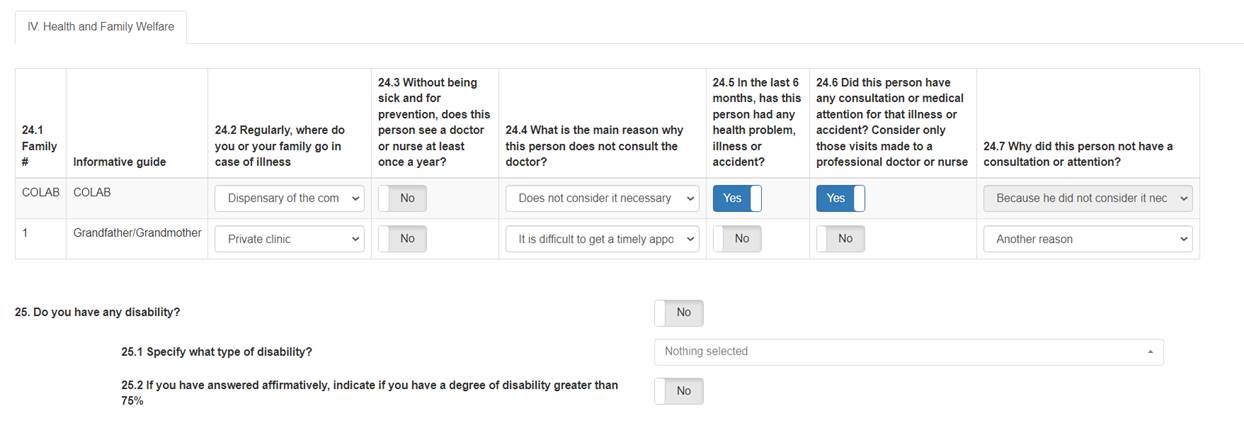 IV. Health and Family Welfare
24.1 Family #
Informative guide
24.2 Regularly, where do you or your family go in case of illness
24.3 Without being sick and for prevention, does this person see a doctor or nurse at least once a year?
24.4 What is the main reason why this person does not consult the doctor?
24.5 In the last 6 months, has this person had any health problem, illness or accident?
24.6 Did this person have any consultation or medical attention for that illness or accident? Consider only those visits made to a professional doctor or nurse
24.7 Why did this person not have a consultation or attention?
COLAB COLAB Dispensary of the com No Does not consider it necessary Yes Yes Because he did not consider it nec
1 Grandfather/Grandmother Private clinic No It is difficult to get a timely appo No No Another reason
25. Do you have any disability? No
25.1 Specify what type of disability? Nothing selected
25.2 If you have answered affirmatively, indicate if you have a degree of disability greater than 75% No